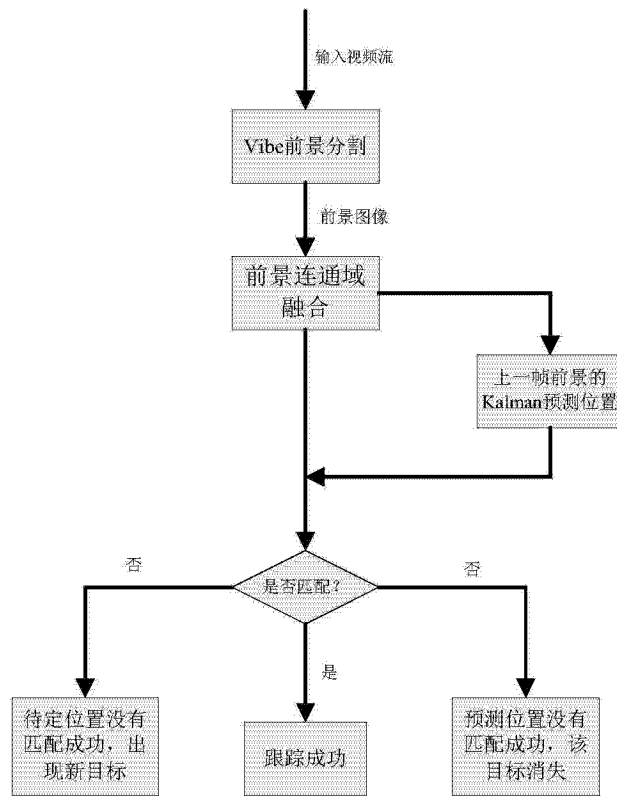 输入视频流
Vibe前景分割
前景图像
前景连通域
融合
上一帧前景的
Kalman预测位置
是否匹配?
否
否
是
待定位置没有
匹配成功，出
现新目标
跟踪成功
预测位置没有
匹配成功，该
目标消失